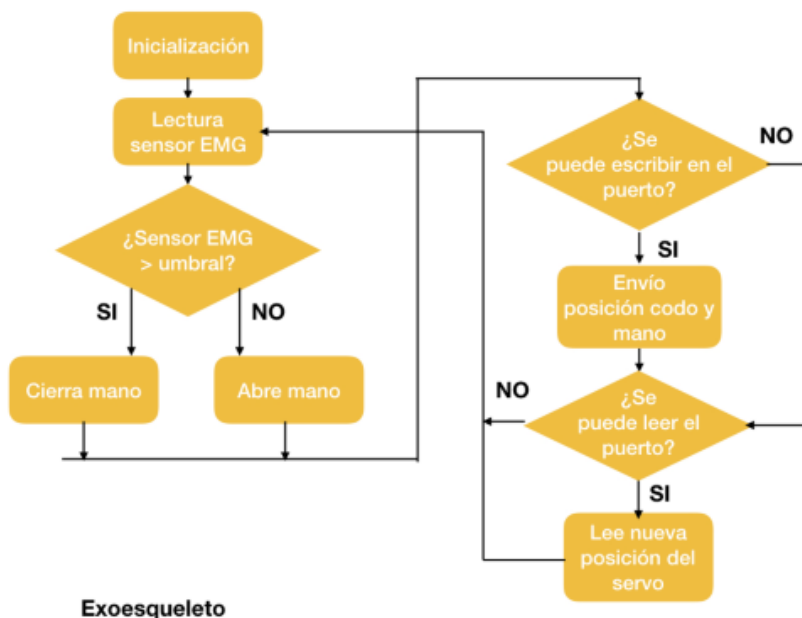 Inicialización
Lectura
sensor EMG
¿Sensor EMG
> umbral?
SI
NO
Cierra mano
Abre mano
¿Se
puede escribir en el
puerto?
NO
SI
Envío
posición codo y
mano
NO
¿Se
puede leer el
puerto?
SI
Lee nueva
posición del
servo
Exoesqueleto